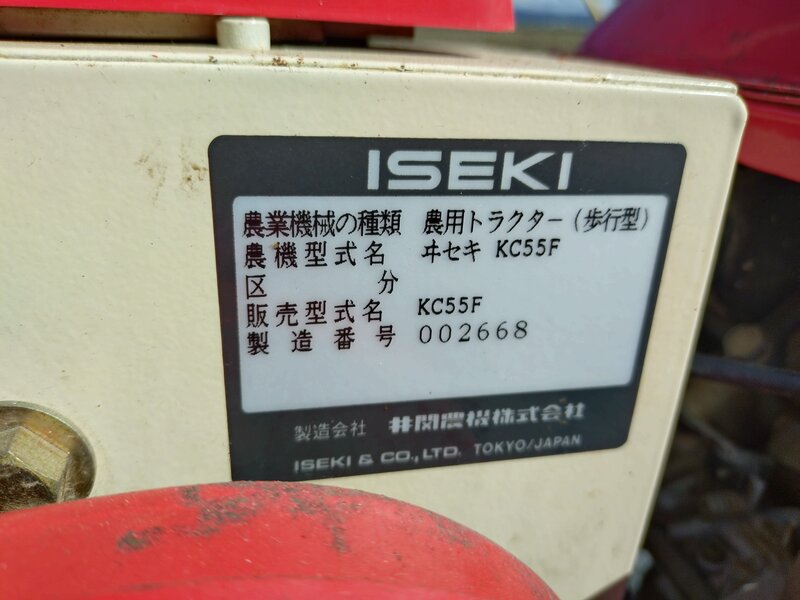 ISEKI
農業機械の種類 農用トラクター(歩行型)
農機型式名 ヰセキ KC55F
区分
販売型式名 KC55F
製造番号 002668
製造会社 井関農機株式会社
ISEKI & CO., LTD. TOKYO/JAPAN